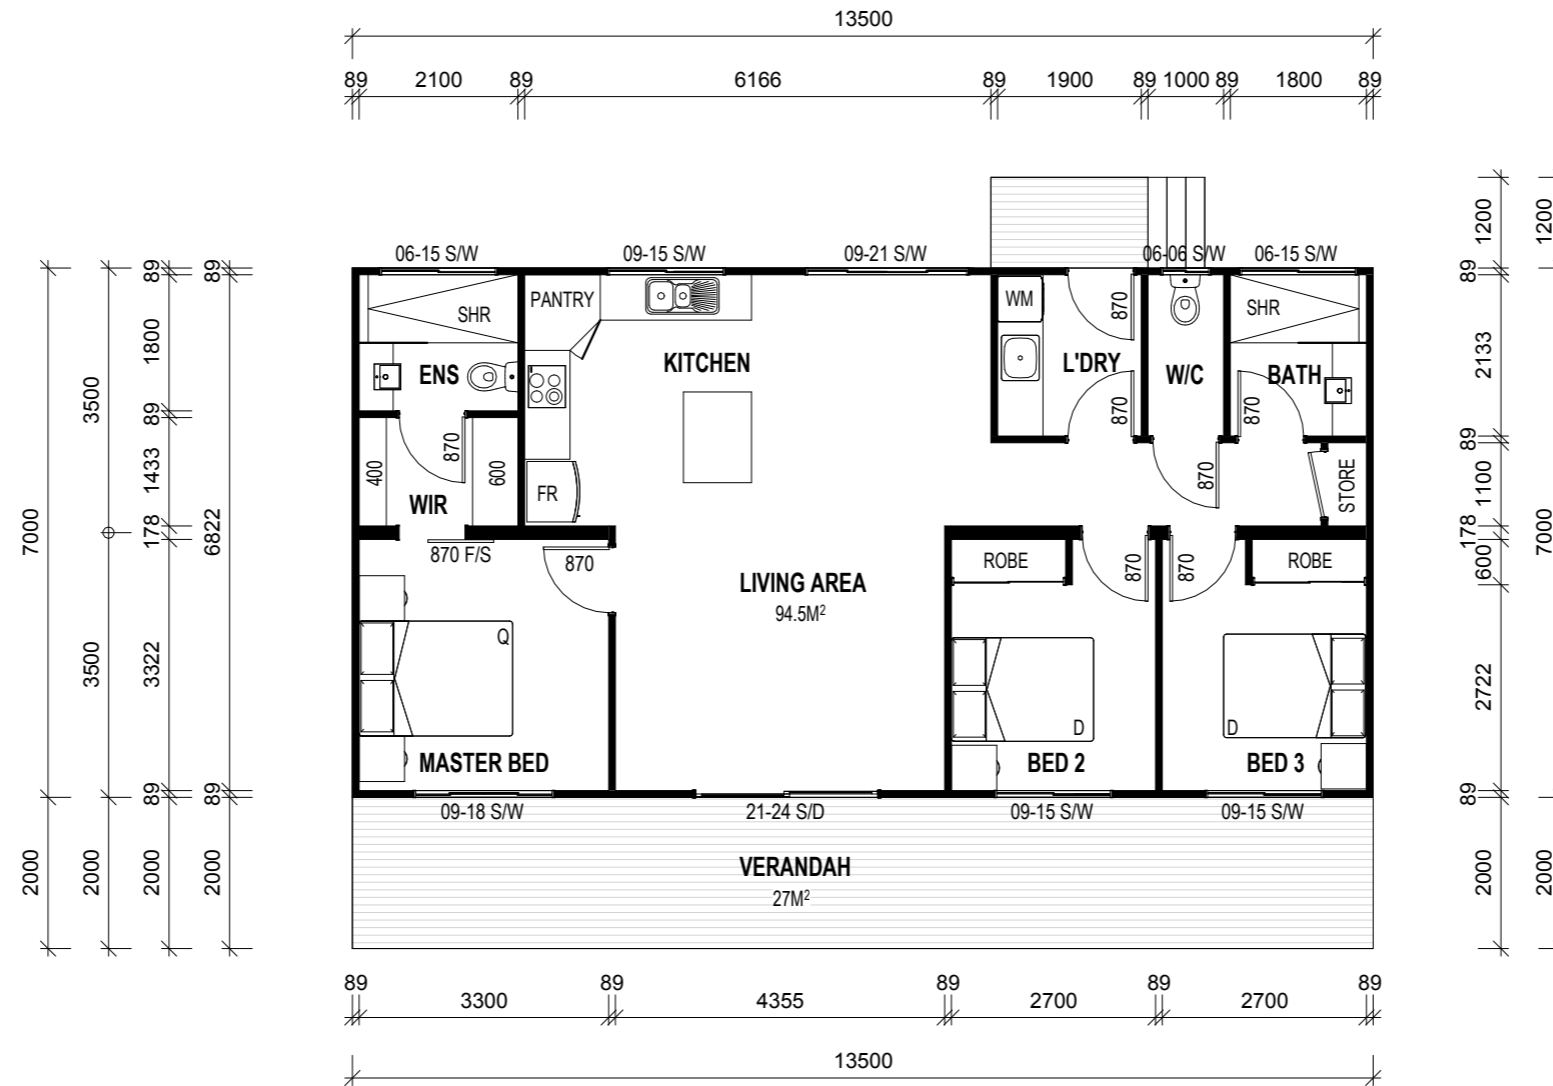 13500
89 2100 89 6166 89 1900 89 1000 89 1800 89
06-15 S/W 09-15 S/W 09-21 S/W 06-06 S/W 06-15 S/W
PANTRY
SHR
WM
870
SHR
ENS
KITCHEN
L'DRY
W/C
BATH
870
870
400
870
600
WIR
FR
870
STORE
870 F/S
870
ROBE
870
870
ROBE
LIVING AREA
94.5M²
Q
D
D
MASTER BED
BED 2
BED 3
09-18 S/W 21-24 S/D 09-15 S/W 09-15 S/W
VERANDAH
27M²
89 3300 89 4355 89 2700 89 2700 89
13500
7000
2000
3500
3500
2000
89
1800
89
1433
178
3322
89
2000
89
6822
89
2000
1200
89
2133
89
1100
178
600
2722
89
2000
1200
7000
2000